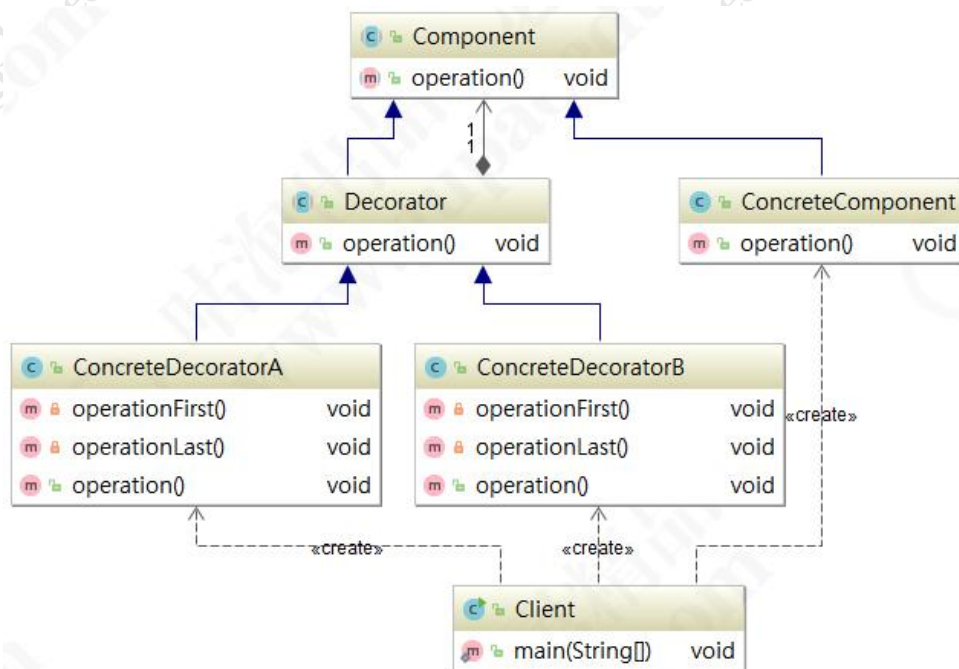 Component
operation() void
1
1
Decorator
operation() void
ConcreteComponent
operation() void
ConcreteDecoratorA
operationFirst() void
operationLast() void
operation() void
ConcreteDecoratorB
operationFirst() void
operationLast() void
operation() void
«create»
«create»
«create»
Client
main(String[]) void